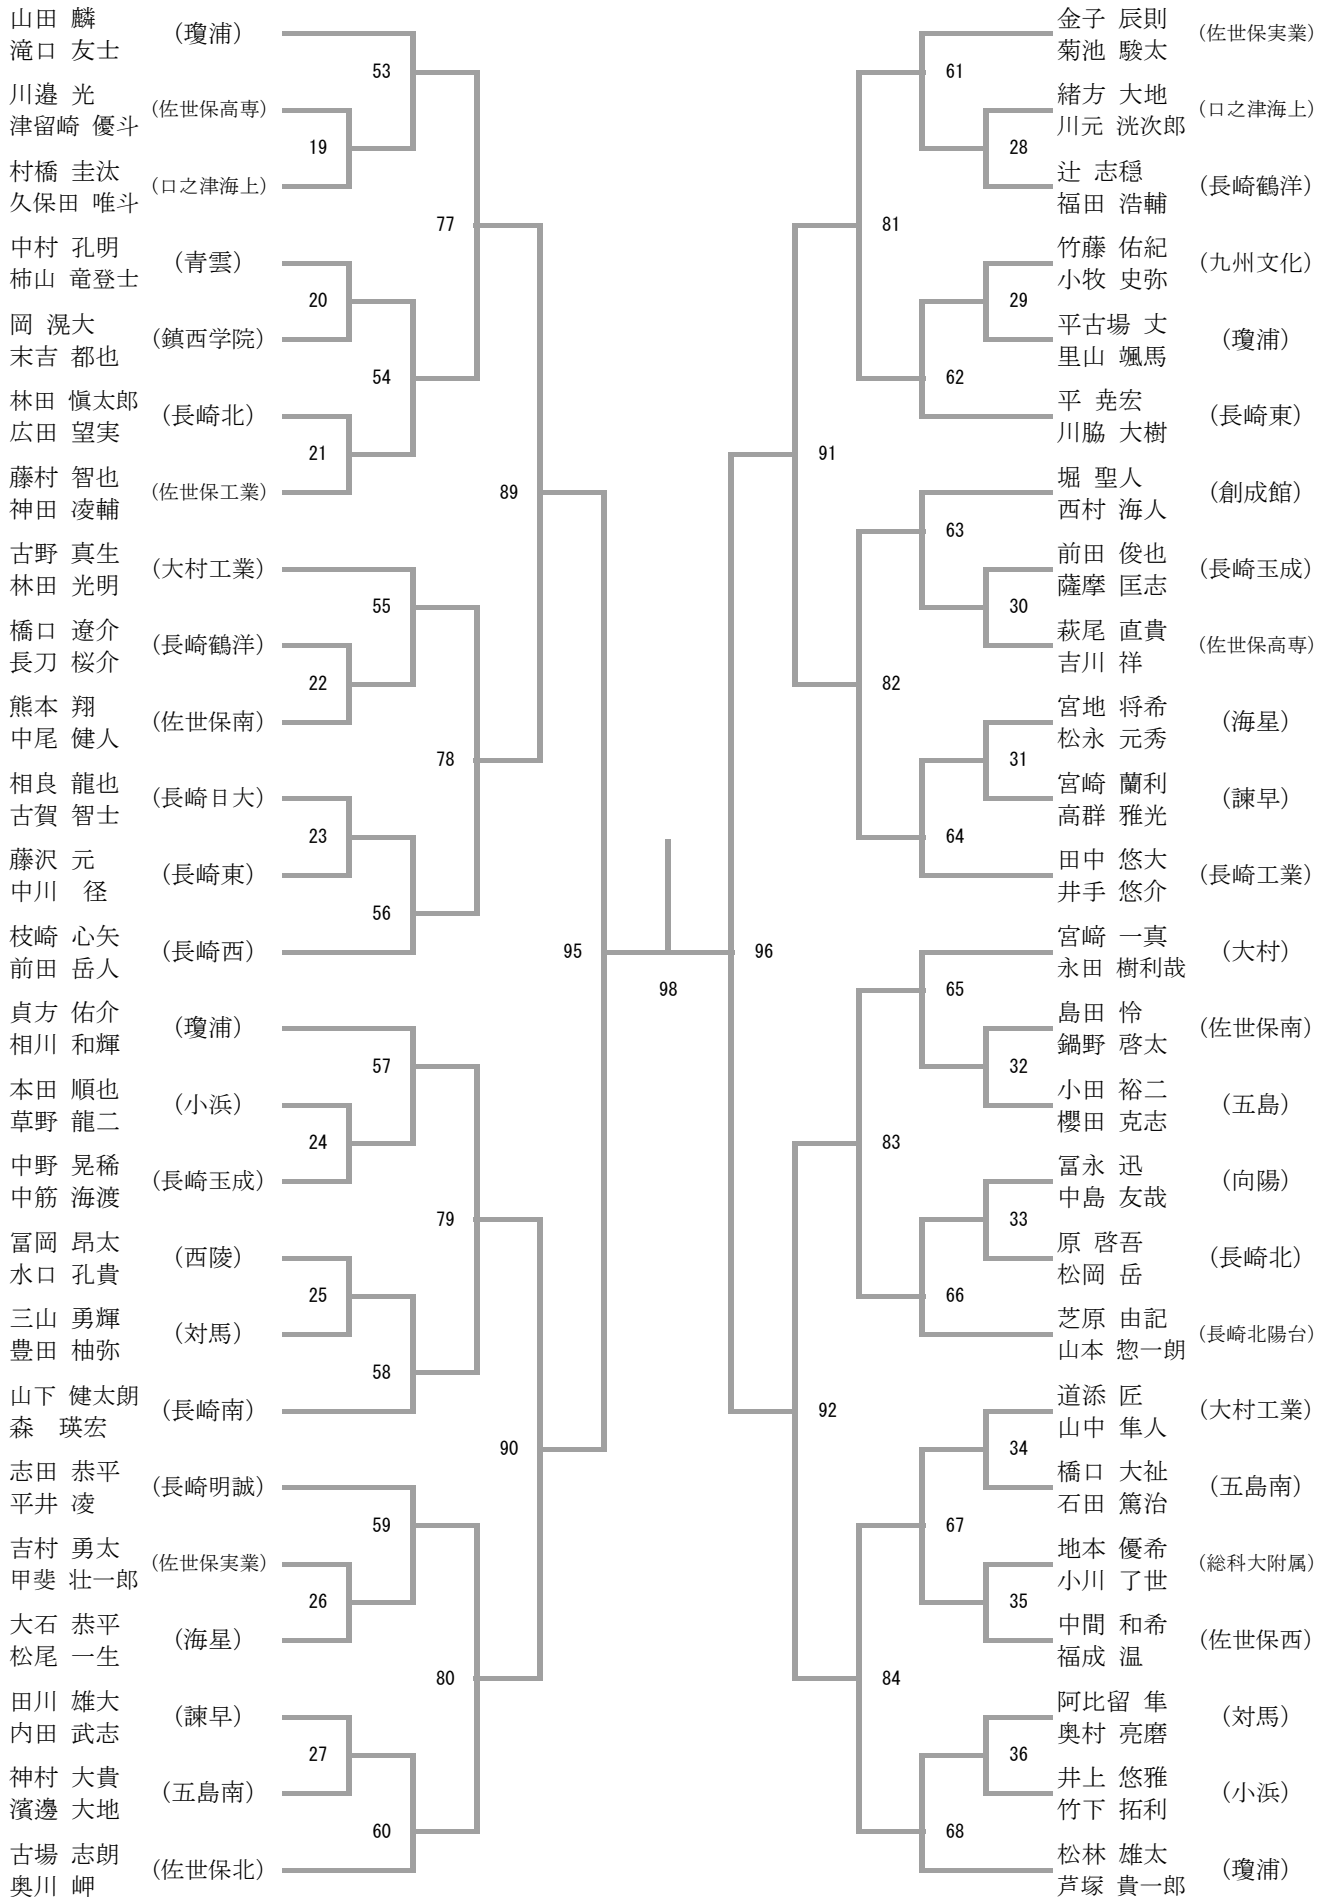 山田 麟
滝口 友士
(瓊浦)
53
川邉 光
津留崎 優斗
(佐世保高専)
19
村橋 圭汰
久保田 唯斗
(口之津海上)
77
中村 孔明
柿山 竜登士
(青雲)
20
岡 滉大
末吉 都也
(鎮西学院)
54
林田 愼太郎
広田 望実
(長崎北)
21
藤村 智也
神田 凌輔
(佐世保工業)
89
古野 真生
林田 光明
(大村工業)
55
橋口 遼介
長刀 桜介
(長崎鶴洋)
22
熊本 翔
中尾 健人
(佐世保南)
78
相良 龍也
古賀 智士
(長崎日大)
23
藤沢 元
中川 径
(長崎東)
56
枝崎 心矢
前田 岳人
(長崎西)
95
貞方 佑介
相川 和輝
(瓊浦)
57
本田 順也
草野 龍二
(小浜)
24
中野 晃稀
中筋 海渡
(長崎玉成)
79
冨岡 昂太
水口 孔貴
(西陵)
25
三山 勇輝
豊田 柚弥
(対馬)
58
山下 健太朗
森 瑛宏
(長崎南)
90
志田 恭平
平井 凌
(長崎明誠)
59
吉村 勇太
甲斐 壮一郎
(佐世保実業)
26
大石 恭平
松尾 一生
(海星)
80
田川 雄大
内田 武志
(諫早)
27
神村 大貴
濱邊 大地
(五島南)
60
古場 志朗
奥川 岬
(佐世保北)
98
金子 辰則
菊池 駿太
(佐世保実業)
61
緒方 大地
川元 洸次郎
(口之津海上)
28
辻 志穏
福田 浩輔
(長崎鶴洋)
81
竹藤 佑紀
小牧 史弥
(九州文化)
29
平古場 丈
里山 颯馬
(瓊浦)
62
平 尭宏
川脇 大樹
(長崎東)
91
堀 聖人
西村 海人
(創成館)
63
前田 俊也
薩摩 匡志
(長崎玉成)
30
萩尾 直貴
吉川 祥
(佐世保高専)
82
宮地 将希
松永 元秀
(海星)
31
宮崎 蘭利
高群 雅光
(諫早)
64
田中 悠大
井手 悠介
(長崎工業)
96
宮﨑 一真
永田 樹利哉
(大村)
65
島田 怜
鍋野 啓太
(佐世保南)
32
小田 裕二
櫻田 克志
(五島)
83
冨永 迅
中島 友哉
(向陽)
33
原 啓吾
松岡 岳
(長崎北)
66
芝原 由記
山本 惣一朗
(長崎北陽台)
92
道添 匠
山中 隼人
(大村工業)
34
橋口 大祉
石田 篤治
(五島南)
67
地本 優希
小川 了世
(総科大附属)
35
中間 和希
福成 温
(佐世保西)
84
阿比留 隼
奥村 亮磨
(対馬)
36
井上 悠雅
竹下 拓利
(小浜)
68
松林 雄太
芦塚 貴一郎
(瓊浦)